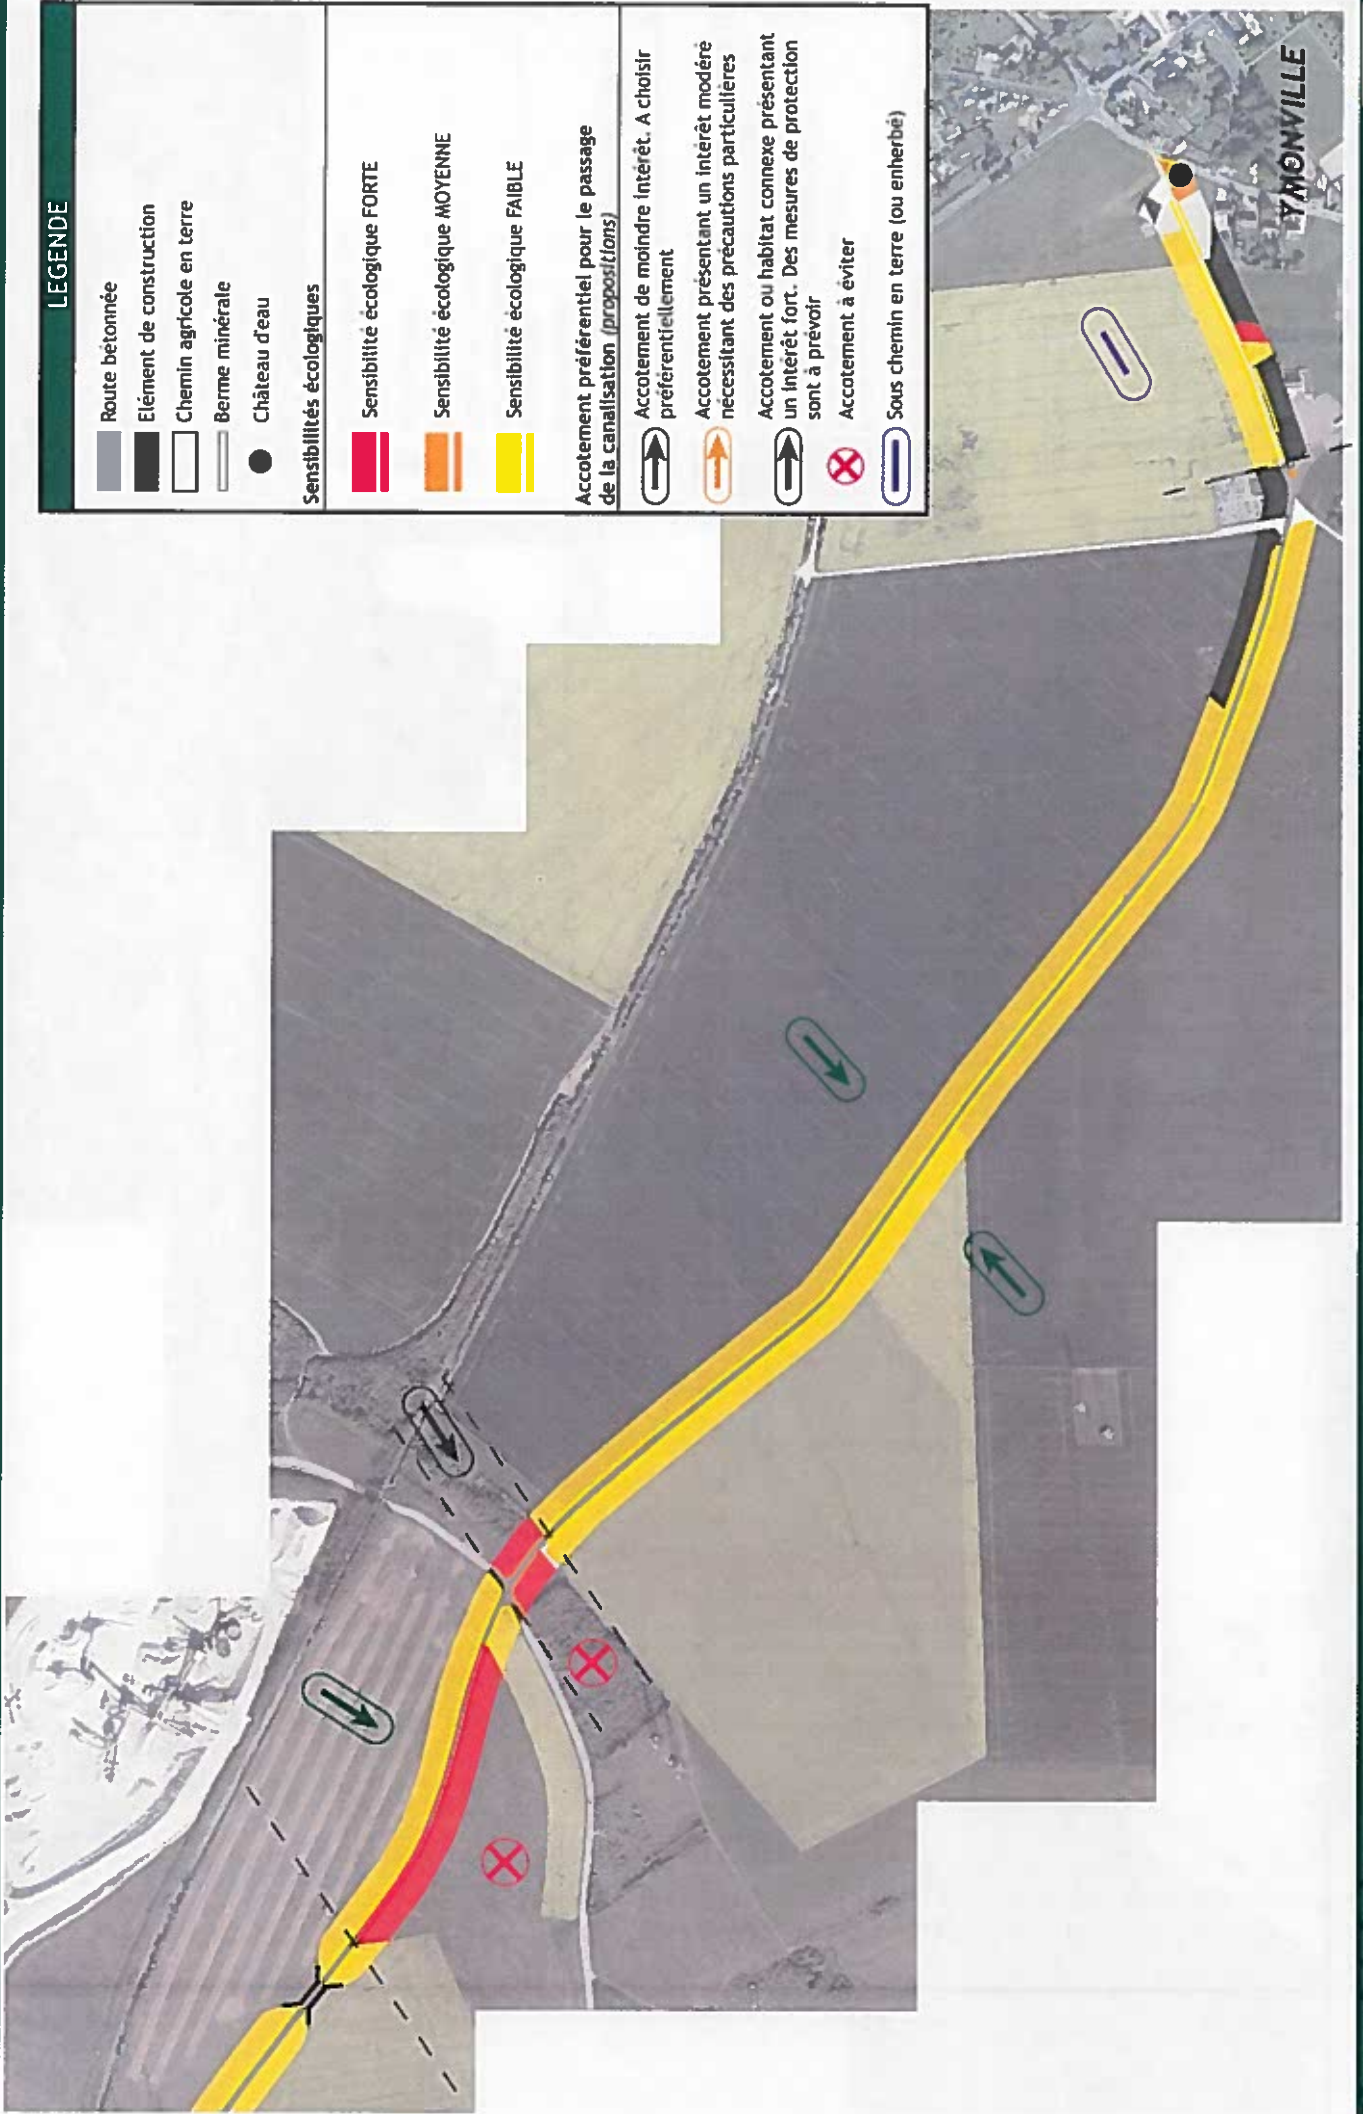 LEGENDE
Route bétonnée
Elément de construction
Chemin agricole en terre
Berme minérale
Château d'eau
Sensibilités écologiques
Sensibilité écologique FORTE
Sensibilité écologique MOYENNE
Sensibilité écologique FAIBLE
Accotement préférentiel pour le passage
de la canalisation (propositions)
Accotement de moindre intérêt. A choisir
préférentiellement
Accotement présentant un intérêt modéré
nécessitant des précautions particulières
Accotement ou habitat connexe présentant
un intérêt fort. Des mesures de protection
sont à prévoir
Accotement à éviter
Sous chemin en terre (ou enherbé)
LYMONVILLE